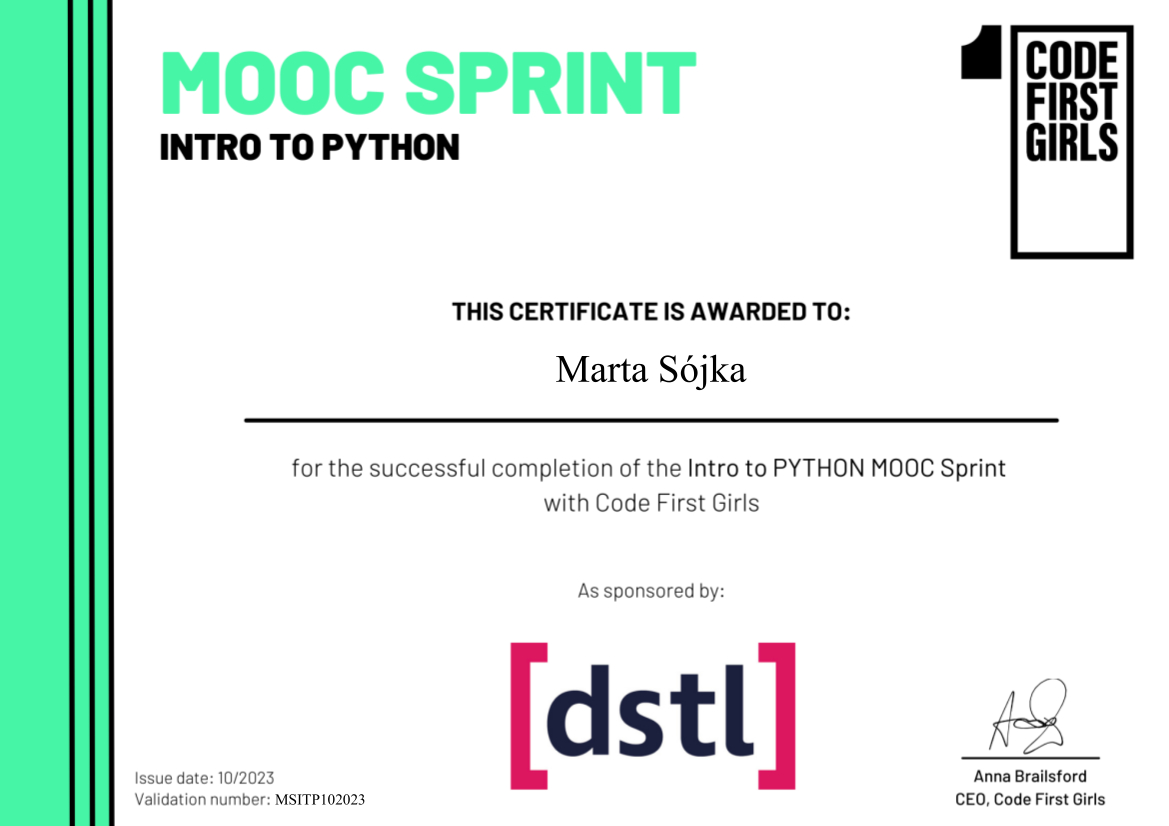 MOOC SPRINT
INTRO TO PYTHON
1 CODE
FIRST
GIRLS
THIS CERTIFICATE IS AWARDED TO:
Marta Sójka
for the successful completion of the Intro to PYTHON MOOC Sprint
with Code First Girls
As sponsored by:
[dstl]
Issue date: 10/2023
Validation number: MSITP102023
Anna Brailsford
CEO, Code First Girls